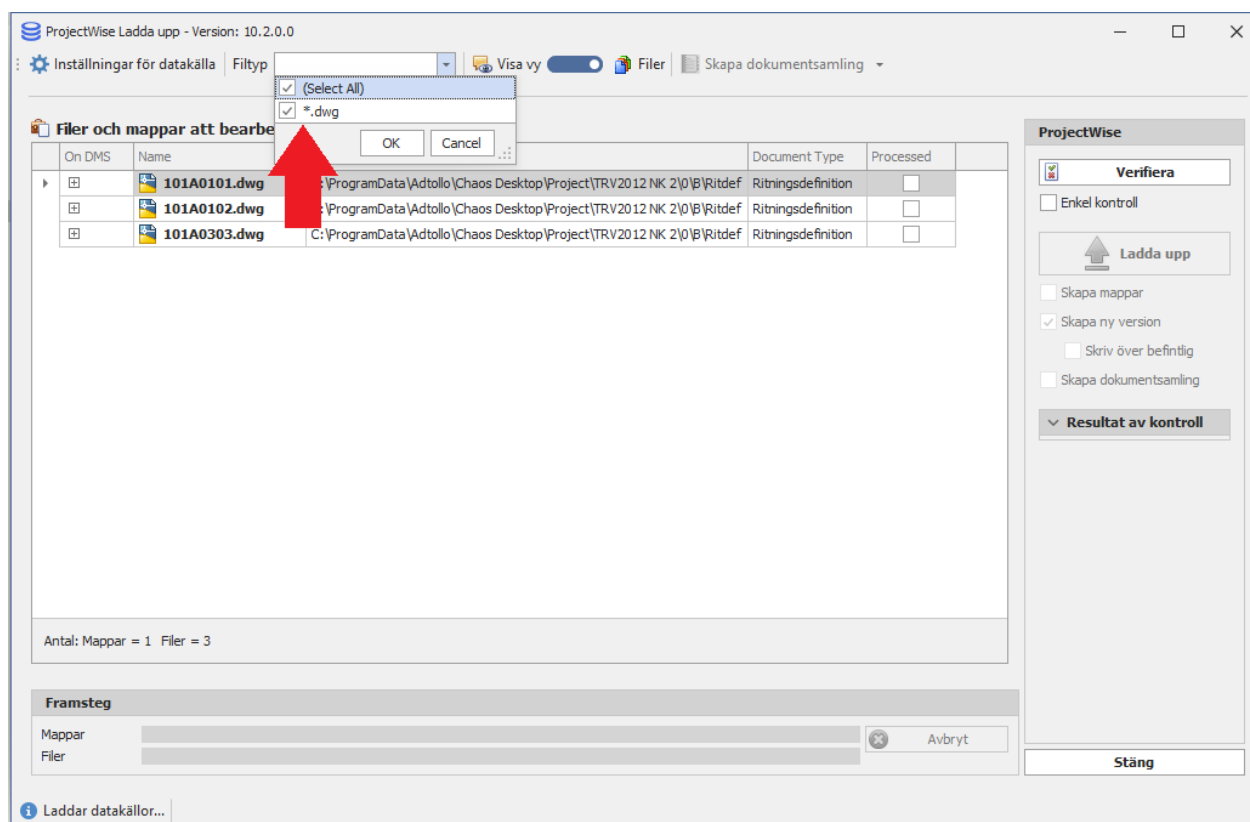 ProjectWise Ladda upp - Version: 10.2.0.0
Inställningar för datakälla Filtyp Visa vy Filer Skapa dokumentsamling
(Select All)
*.dwg
OK Cancel
Filer och mappar att bearbe
On DMS Name Document Type Processed
101A0101.dwg :\ProgramData\Adtollo\Chaos Desktop\Project\TRV2012 NK 2\0\B\Ritdef Ritningsdefinition
101A0102.dwg :\ProgramData\Adtollo\Chaos Desktop\Project\TRV2012 NK 2\0\B\Ritdef Ritningsdefinition
101A0303.dwg C:\ProgramData\Adtollo\Chaos Desktop\Project\TRV2012 NK 2\0\B\Ritdef Ritningsdefinition
Antal: Mappar = 1 Filer = 3
ProjectWise
Verifiera
Enkel kontroll
Ladda upp
Skapa mappar
Skapa ny version
Skriv över befintlig
Skapa dokumentsamling
Resultat av kontroll
Framsteg
Mappar
Filer
Avbryt
Stäng
Laddar datakällor...